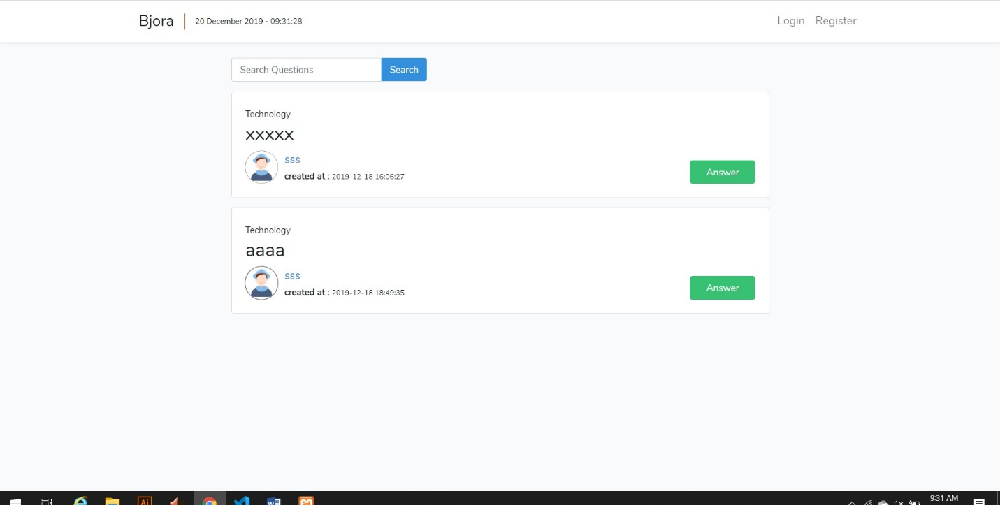 Bjora 20 December 2019 - 09:31:28 Login Register
Search Questions Search
Technology
xxxxx
sss
created at : 2019-12-18 16:06:27
Answer
Technology
aaaa
sss
created at : 2019-12-18 18:49:35
Answer
Ai
9:31 AM